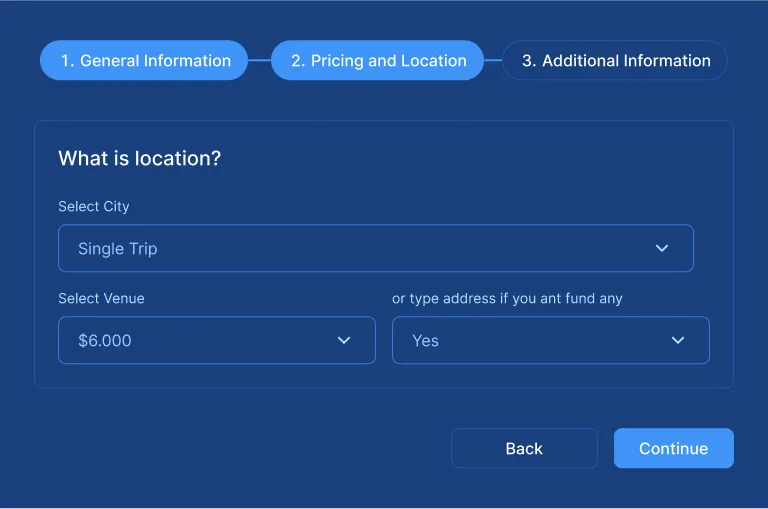 1. General Information
2. Pricing and Location
3. Additional Information
What is location?
Select City
Single Trip
Select Venue
or type address if you ant fund any
$6.000
Yes
Back
Continue